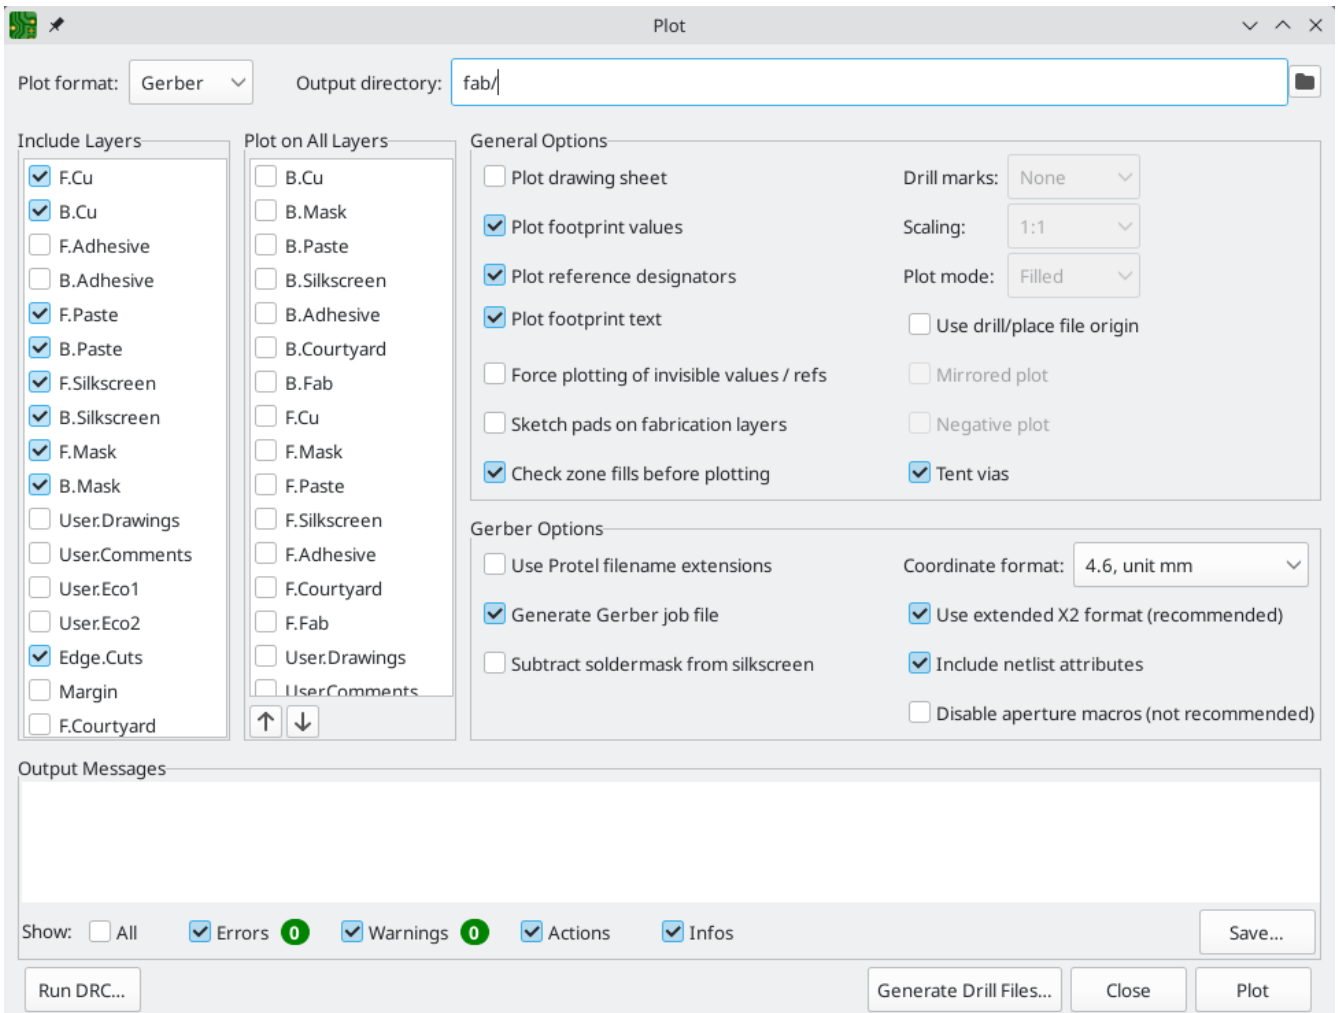 Plot
Plot format: Gerber Output directory: fab/
Include Layers
F.Cu
B.Cu
F.Adhesive
B.Adhesive
F.Paste
B.Paste
F.Silkscreen
B.Silkscreen
F.Mask
B.Mask
User.Drawings
User.Comments
User.Eco1
User.Eco2
Edge.Cuts
Margin
F.Courtyard
Plot on All Layers
B.Cu
B.Mask
B.Paste
B.Silkscreen
B.Adhesive
B.Courtyard
B.Fab
F.Cu
F.Mask
F.Paste
F.Silkscreen
F.Adhesive
F.Courtyard
F.Fab
User.Drawings
User.Comments
General Options
Plot drawing sheet
Plot footprint values
Plot reference designators
Plot footprint text
Force plotting of invisible values / refs
Sketch pads on fabrication layers
Check zone fills before plotting
Drill marks: None
Scaling: 1:1
Plot mode: Filled
Use drill/place file origin
Mirrored plot
Negative plot
Tent vias
Gerber Options
Use Protel filename extensions
Generate Gerber job file
Subtract soldermask from silkscreen
Coordinate format: 4.6, unit mm
Use extended X2 format (recommended)
Include netlist attributes
Disable aperture macros (not recommended)
Output Messages
Show: All Errors 0 Warnings 0 Actions Infos Save...
Run DRC... Generate Drill Files... Close Plot